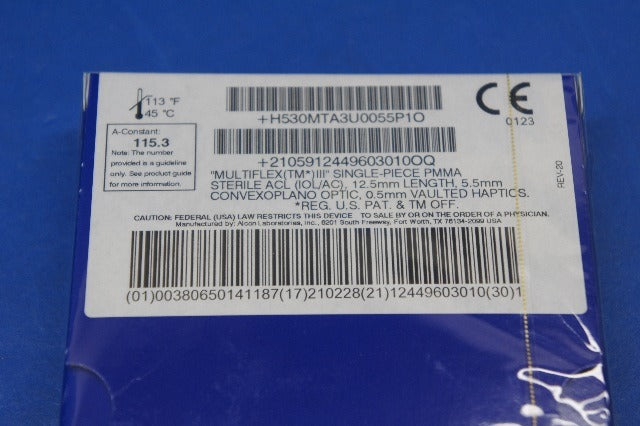 113 °F
45 °C
+H530MTA3U0055P1O
CE
0123
A-Constant:
115.3
Note: The number
provided is a guideline
only. See product guide
for more information.
+21059124496030100Q
"MULTIFLEX(TM*)III" SINGLE-PIECE PMMA
STERILE ACL (IOL/AC), 12.5mm LENGTH, 5.5mm
CONVEXOPLANO OPTIC, 0.5mm VAULTED HAPTICS.
*REG. U.S. PAT. & TM OFF.
REV-20
CAUTION: FEDERAL (USA) LAW RESTRICTS THIS DEVICE TO SALE BY OR ON THE ORDER OF A PHYSICIAN.
Manufactured by: Alcon Laboratories, Inc., 6201 South Freeway, Fort Worth, TX 76134-2099 USA
(01)00380650141187(17)210228(21)12449603010(30)1